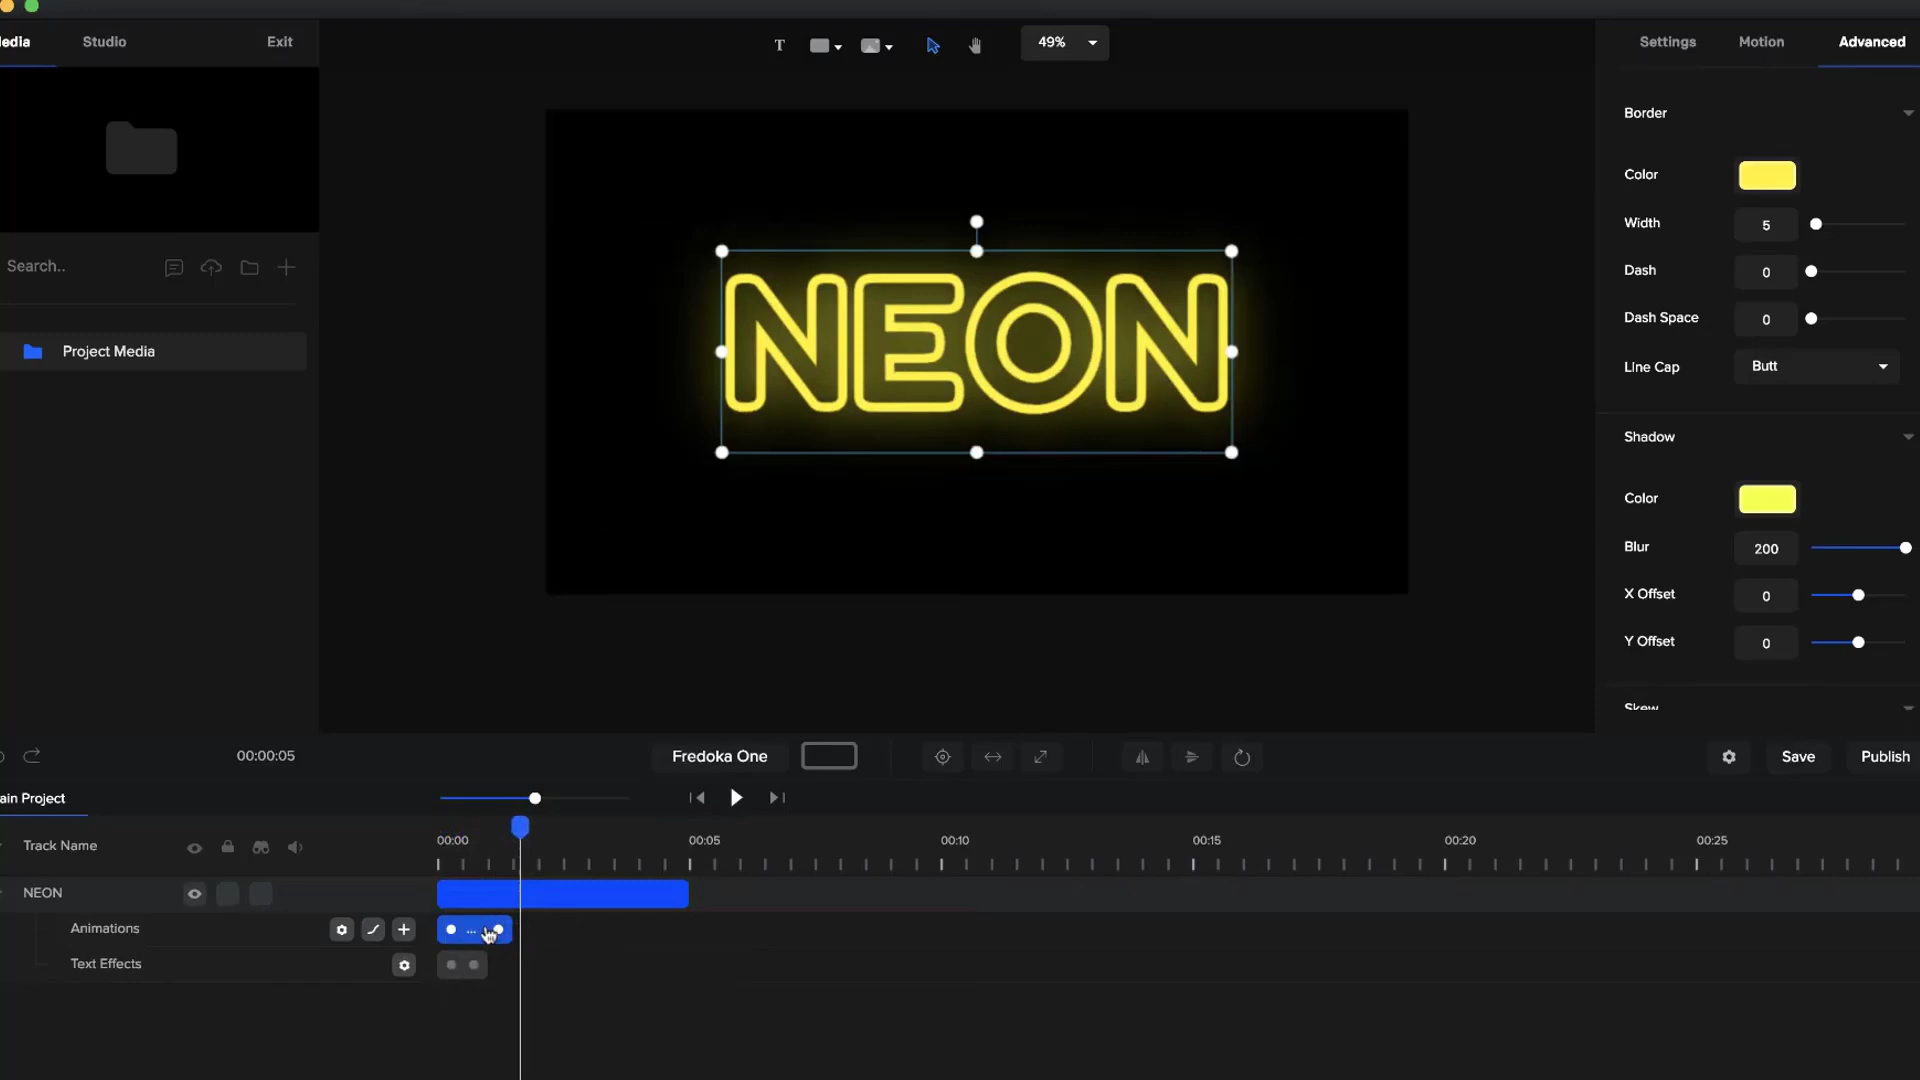 edia
Studio
Exit
T
49%
Settings
Motion
Advanced
Border
Color
Width
5
Dash
0
Dash Space
0
Line Cap
Butt
NEON
Search..
Project Media
Shadow
Color
Blur
200
X Offset
0
Y Offset
0
Skew
00:00:05
Fredoka One
Save
Publish
ain Project
Track Name
00:00
00:05
00:10
00:15
00:20
00:25
NEON
Animations
...
Text Effects